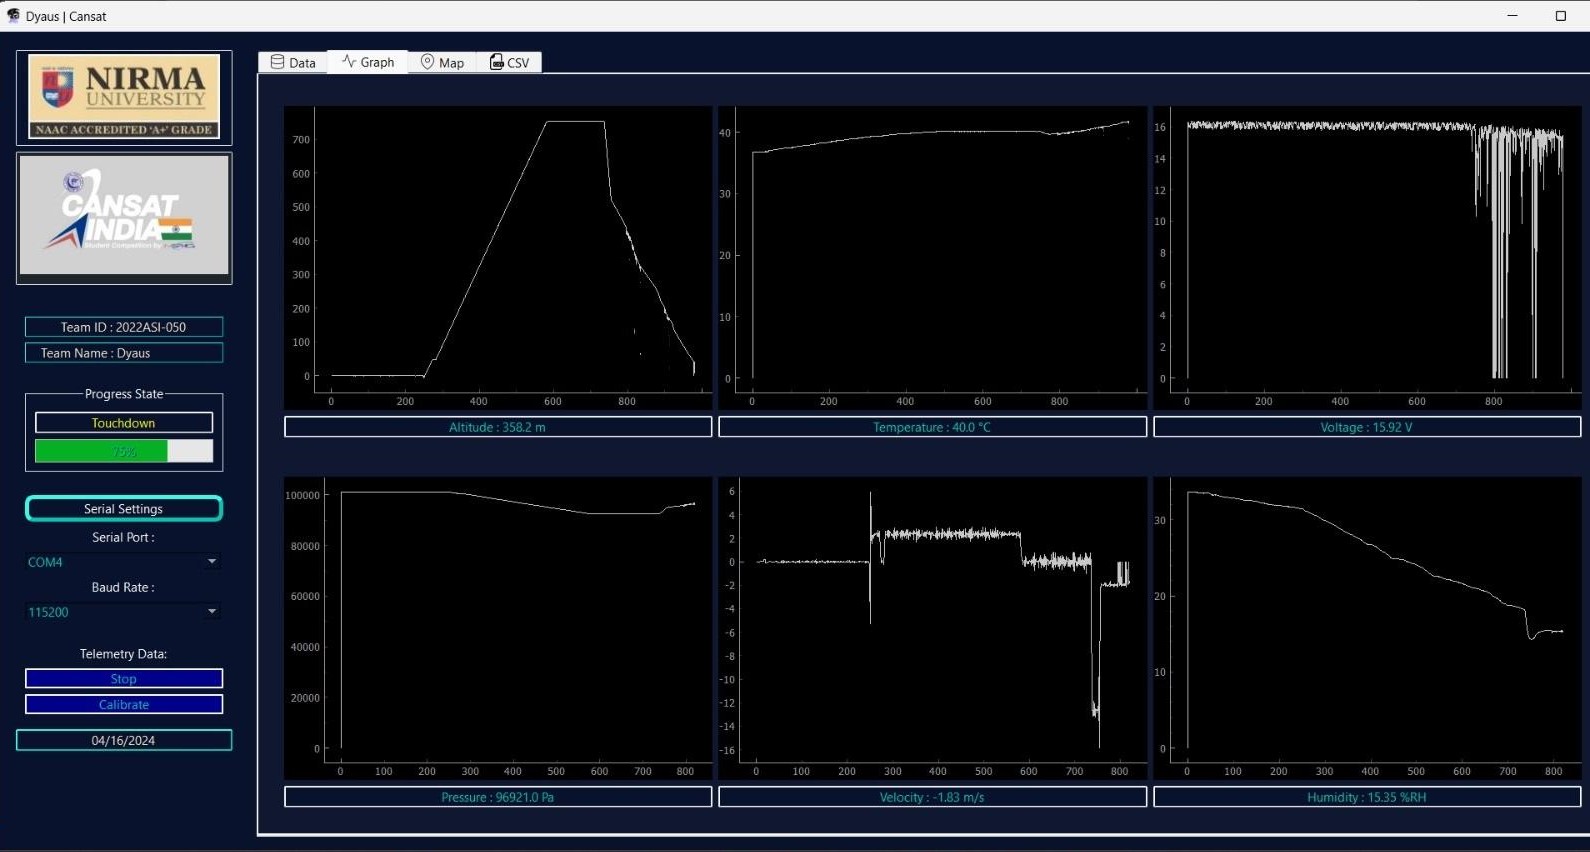 Dyaus | Cansat
NIRMA
UNIVERSITY
NAAC ACCREDITED 'A+' GRADE
CANSAT
INDIA
Student Competition by
Team ID : 2022ASI-050
Team Name : Dyaus
Progress State
Touchdown
75%
Serial Settings
Serial Port :
COM4
Baud Rate :
115200
Telemetry Data:
Stop
Calibrate
04/16/2024
Data Graph Map CSV
700
600
500
400
300
200
100
0
0 200 400 600 800
Altitude : 358.2 m
40
30
20
10
0
0 200 400 600 800
Temperature : 40.0 °C
16
14
12
10
8
6
4
2
0
0 200 400 600 800
Voltage : 15.92 V
100000
80000
60000
40000
20000
0
0 100 200 300 400 500 600 700 800
Pressure : 96921.0 Pa
6
4
2
0
-2
-4
-6
-8
-10
-12
-14
-16
0 100 200 300 400 500 600 700 800
Velocity : -1.83 m/s
30
20
10
0
0 100 200 300 400 500 600 700 800
Humidity : 15.35 %RH